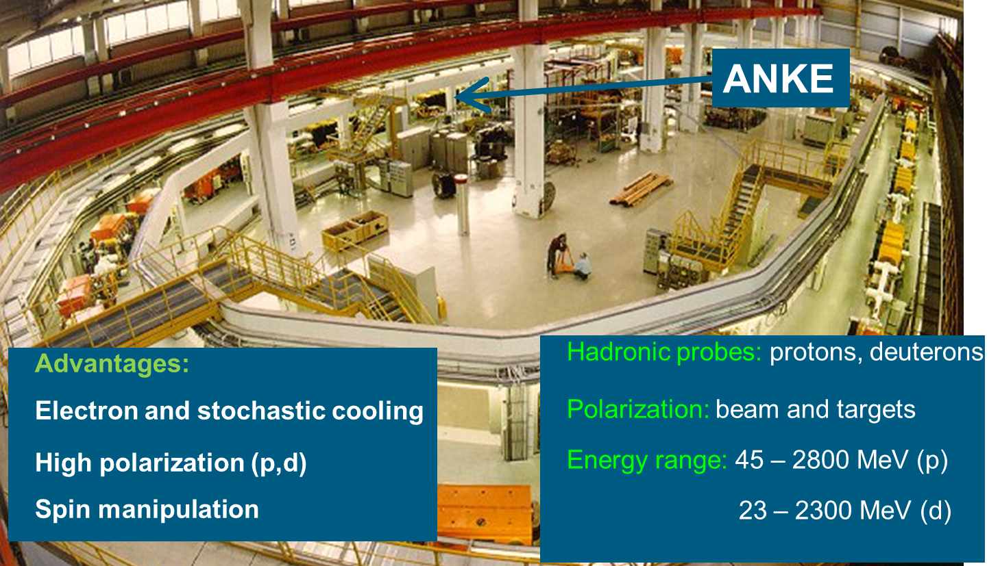 ANKE
Advantages:
Electron and stochastic cooling
High polarization (p,d)
Spin manipulation
Hadronic probes: protons, deuterons
Polarization: beam and targets
Energy range: 45 – 2800 MeV (p)
23 – 2300 MeV (d)